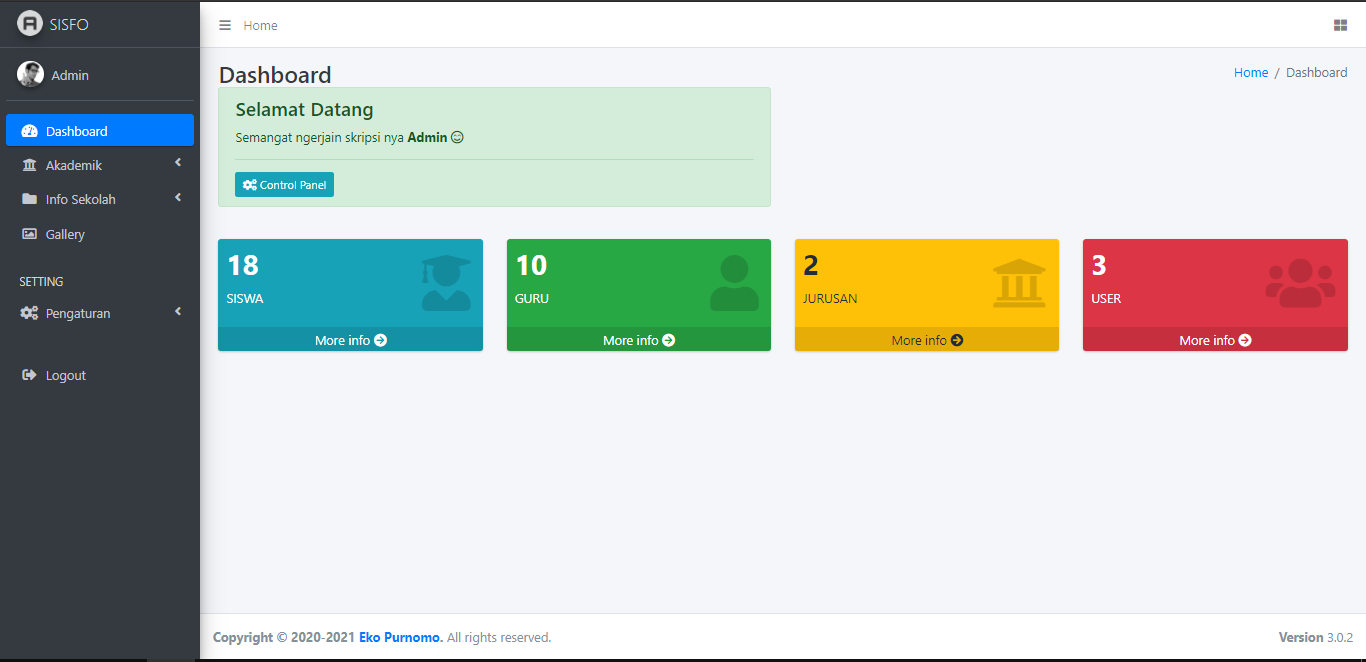 SISFO
Home
Admin
Dashboard
Akademik
Info Sekolah
Gallery
SETTING
Pengaturan
Logout
Dashboard
Home / Dashboard
Selamat Datang
Semangat ngerjain skripsi nya Admin
Control Panel
18
SISWA
More info
10
GURU
More info
2
JURUSAN
More info
3
USER
More info
Copyright © 2020-2021 Eko Purnomo. All rights reserved.
Version 3.0.2